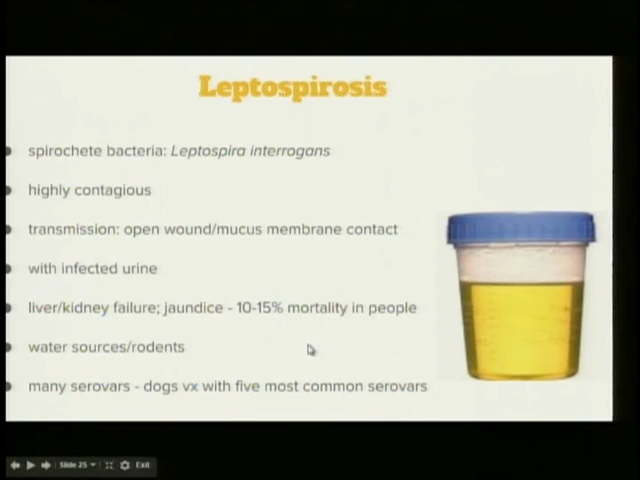 Leptospirosis
spirochete bacteria: Leptospira interrogans
highly contagious
transmission: open wound/mucus membrane contact
with infected urine
liver/kidney failure; jaundice - 10-15% mortality in people
water sources/rodents
many serovars - dogs vx with five most common serovars
Slide 25 Exit